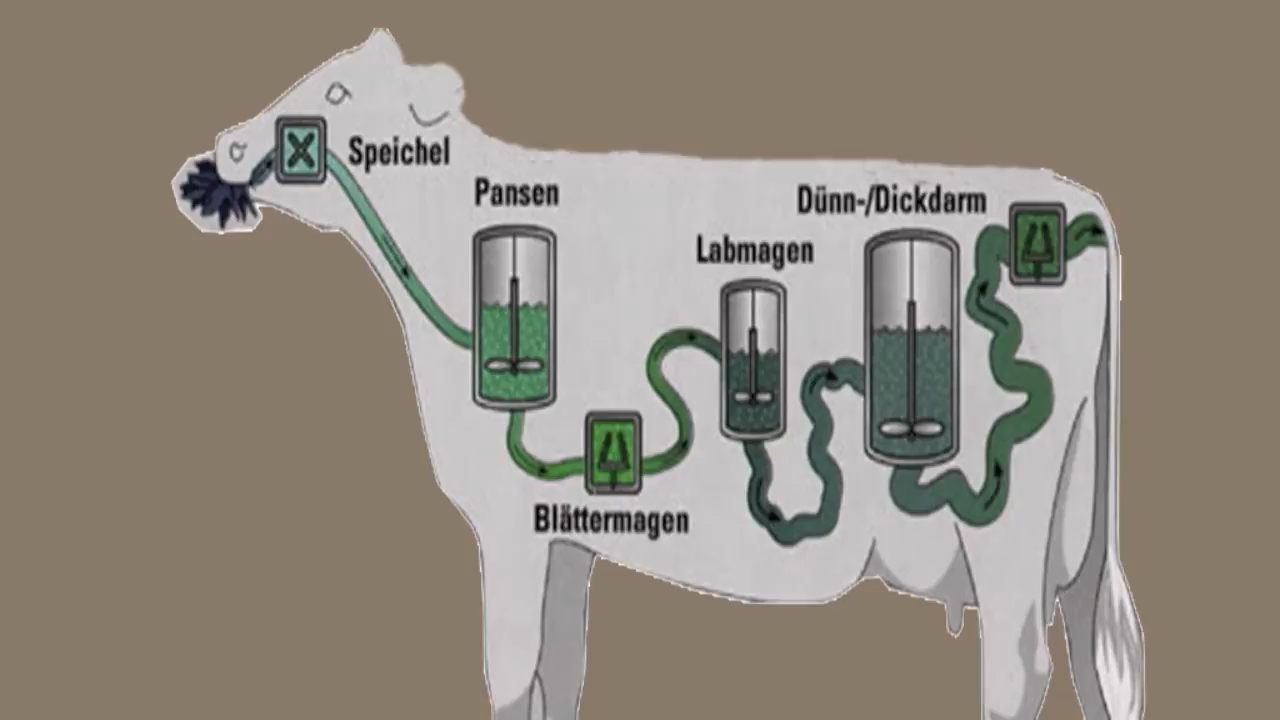 Speichel
Pansen
Dünn-/Dickdarm
Labmagen
Blättermagen